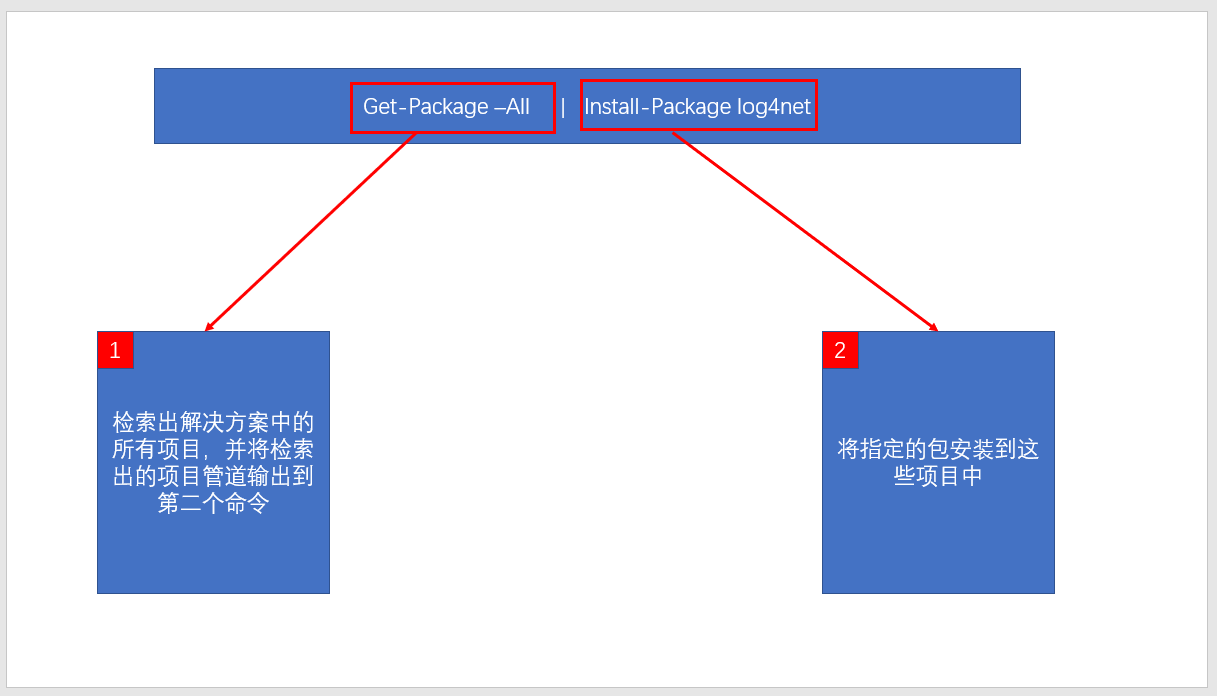 Get-Package –All | Install-Package log4net
1
检索出解决方案中的
所有项目，并将检索
出的项目管道输出到
第二个命令
2
将指定的包安装到这
些项目中